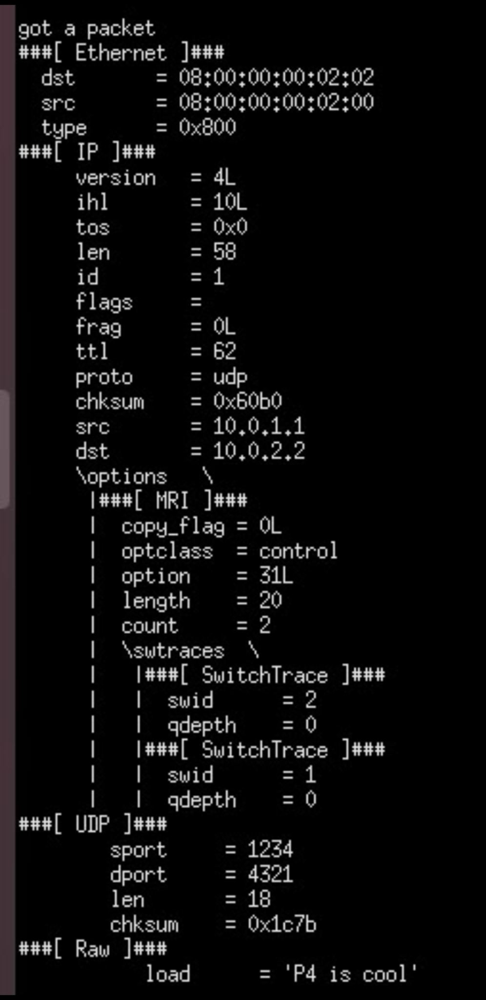 got a packet
###[ Ethernet ]###
  dst       = 08:00:00:00:02:02
  src       = 08:00:00:00:02:00
  type      = 0x800
###[ IP ]###
     version   = 4L
     ihl       = 10L
     tos       = 0x0
     len       = 58
     id        = 1
     flags     =
     frag      = 0L
     ttl       = 62
     proto     = udp
     chksum    = 0x60b0
     src       = 10.0.1.1
     dst       = 10.0.2.2
     \options   \
      |###[ MRI ]###
      |  copy_flag = 0L
      |  optclass  = control
      |  option    = 31L
      |  length    = 20
      |  count     = 2
      |  \swtraces  \
      |   |###[ SwitchTrace ]###
      |   |  swid      = 2
      |   |  qdepth    = 0
      |   |###[ SwitchTrace ]###
      |   |  swid      = 1
      |   |  qdepth    = 0
###[ UDP ]###
        sport     = 1234
        dport     = 4321
        len       = 18
        chksum    = 0x1c7b
###[ Raw ]###
           load      = 'P4 is cool'